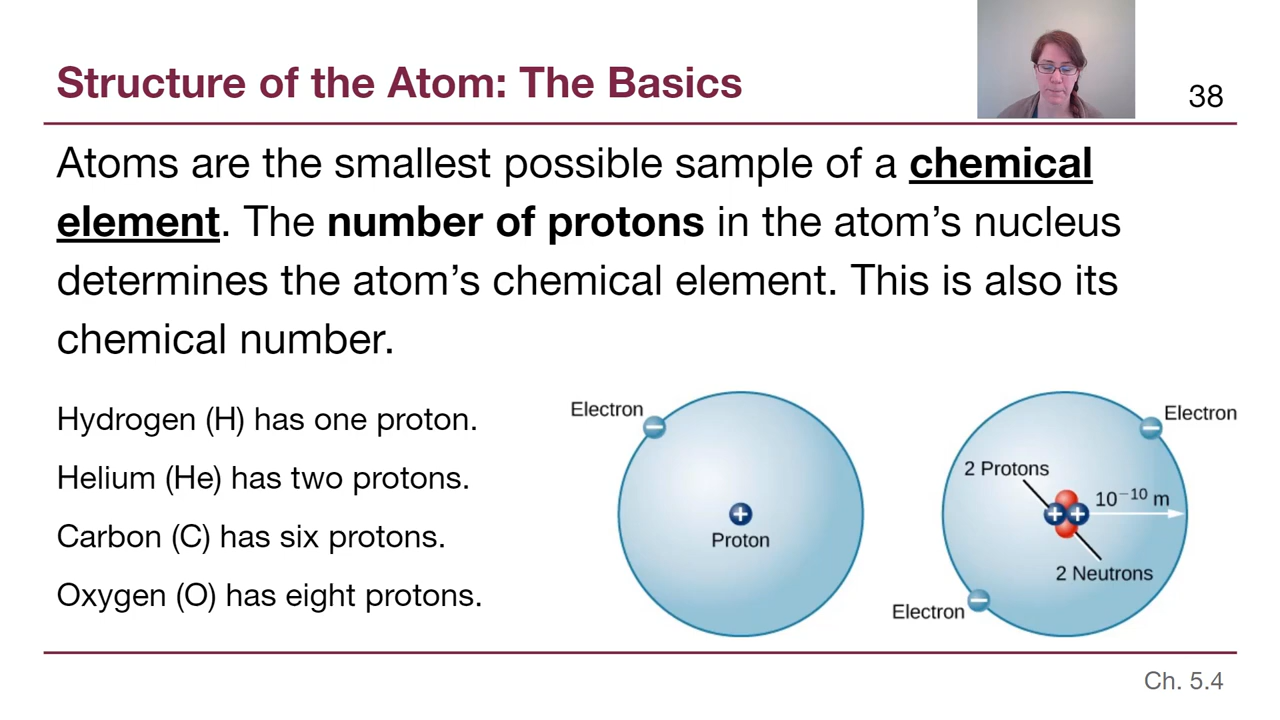 Structure of the Atom: The Basics
38
Atoms are the smallest possible sample of a chemical
element. The number of protons in the atom’s nucleus
determines the atom’s chemical element. This is also its
chemical number.
Hydrogen (H) has one proton.
Helium (He) has two protons.
Carbon (C) has six protons.
Oxygen (O) has eight protons.
Electron
−
+
Proton
Electron
−
2 Protons
10⁻¹⁰ m
+ +
2 Neutrons
Electron
−
Ch. 5.4